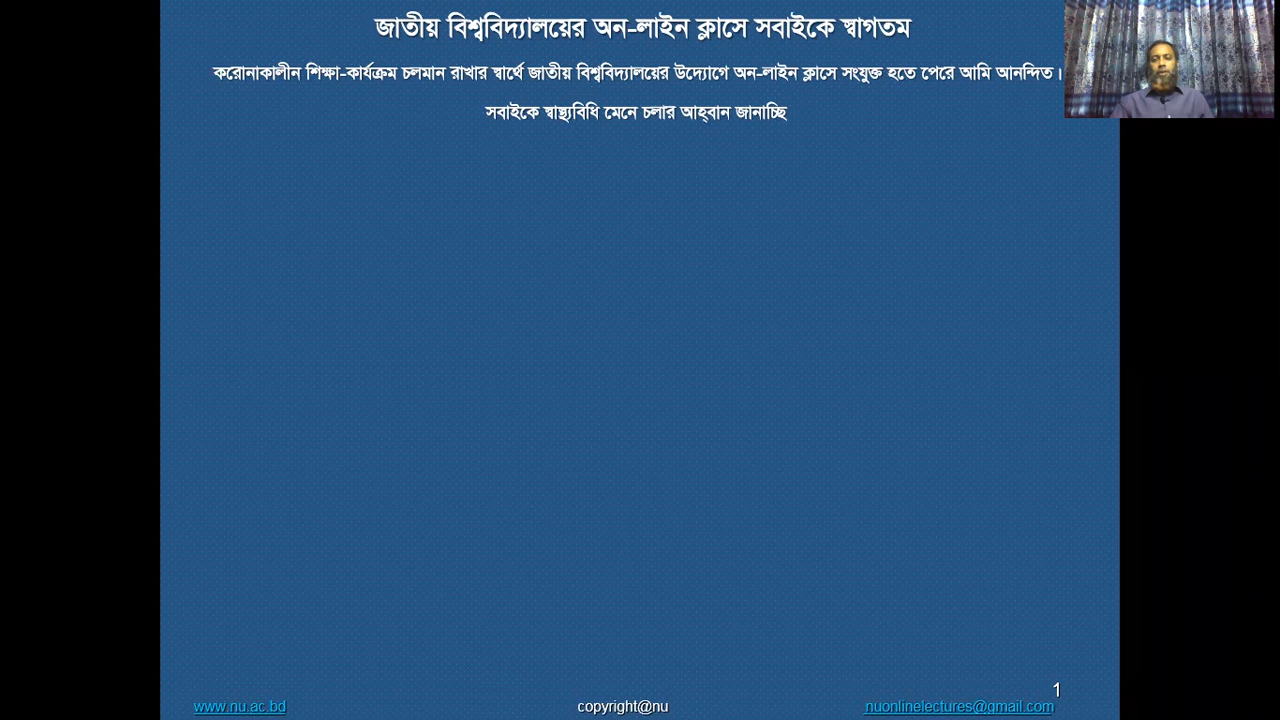 জাতীয় বিশ্ববিদ্যালয়ের অন-লাইন ক্লাসে সবাইকে স্বাগতম
করোনাকালীন শিক্ষা-কার্যক্রম চলমান রাখার স্বার্থে জাতীয় বিশ্ববিদ্যালয়ের উদ্যোগে অন-লাইন ক্লাসে সংযুক্ত হতে পেরে আমি আনন্দিত।
সবাইকে স্বাস্থ্যবিধি মেনে চলার আহ্বান জানাচ্ছি
1
www.nu.ac.bd copyright@nu nuonlinelectures@gmail.com